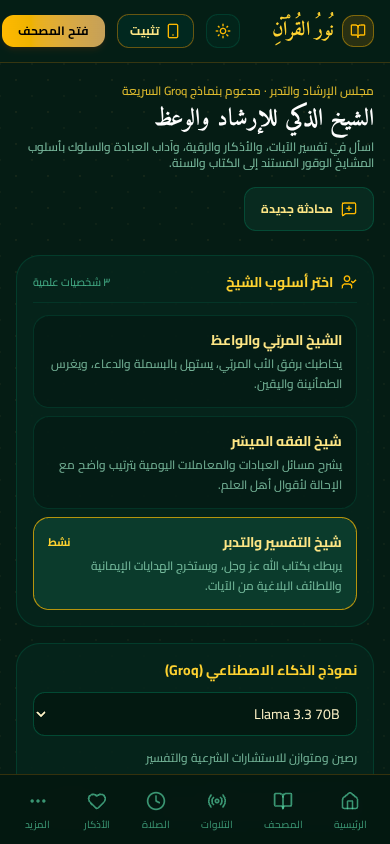 نُورُ القُرْآنِ
تثبيت
فتح المصحف
مجلس الإرشاد والتدبر · مدعوم بنماذج Groq السريعة
الشيخ الذكي للإرشاد والوعظ
اسأل في تفسير الآيات، والأذكار والرقية، وآداب العبادة والسلوك بأسلوب
المشايخ الوقور المستند إلى الكتاب والسنة.
محادثة جديدة
اختر أسلوب الشيخ
٣ شخصيات علمية
الشيخ المربّي والواعظ
يخاطبك برفق الأب المربّي، يستهل بالبسملة والدعاء، ويغرس
الطمأنينة واليقين.
شيخ الفقه الميسّر
يشرح مسائل العبادات والمعاملات اليومية بترتيب واضح مع
الإحالة لأقوال أهل العلم.
شيخ التفسير والتدبر
نشط
يربطك بكتاب الله عز وجل، ويستخرج الهدايات الإيمانية
واللطائف البلاغية من الآيات.
نموذج الذكاء الاصطناعي (Groq)
Llama 3.3 70B
رصين ومتوازن للاستشارات الشرعية والتفسير
الرئيسية
المصحف
التلاوات
الصلاة
الأذكار
المزيد